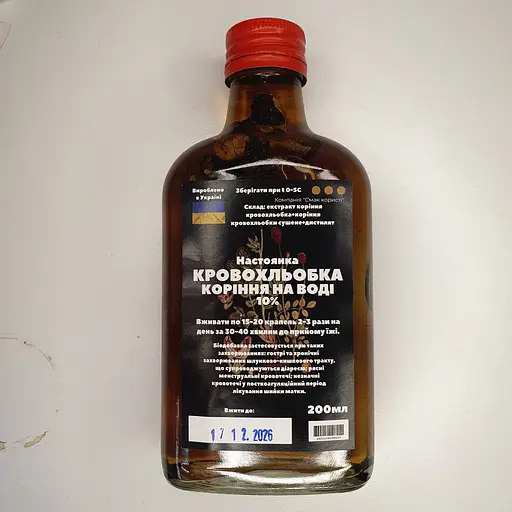 Вироблено
в Україні
Зберігати при t 0-5С
Компанія "Смак користі"
Склад: екстракт коріння
кровохльобка+коріння
кровохльобки сушене+дистилят
Настоянка
КРОВОХЛЬОБКА
КОРІННЯ НА ВОДІ
10%
Вживати по 15-20 крапель 2-3 рази на
день за 30-40 хвилин до прийому їжі.
Біодобавка застосовується при таких
захворюваннях: гострі та хронічні
захворювання шлунково-кишкового тракту,
що супроводжуються діареєю; рясні
менструальні кровотечі; незначні
кровотечі у посткоагуляційний період
лікування шийки матки.
Вжити до:
200мл
17 12. 2026